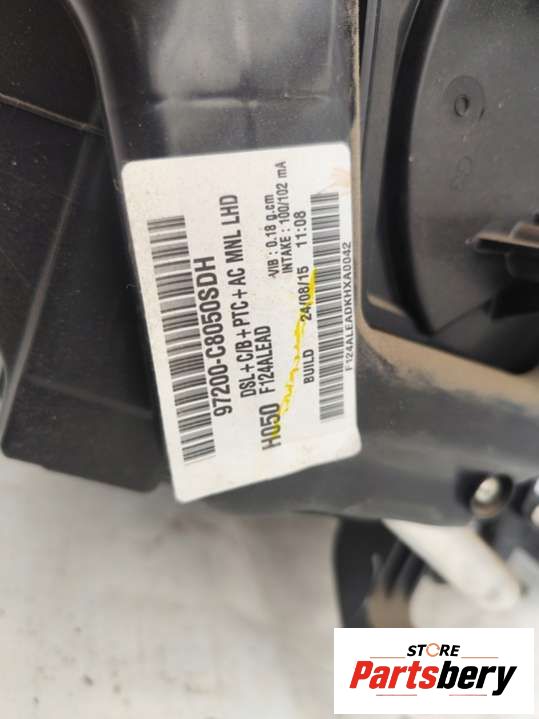 97200-C8050SDH
DSL+C/B+PTC+AC MNL LHD
F124ALEAD
H050
VIB : 0.18 g.cm
INTAKE : 100/102 mA
BUILD 24/08/15 11:08
F124ALEADKHXA0042
STORE
Partsbery